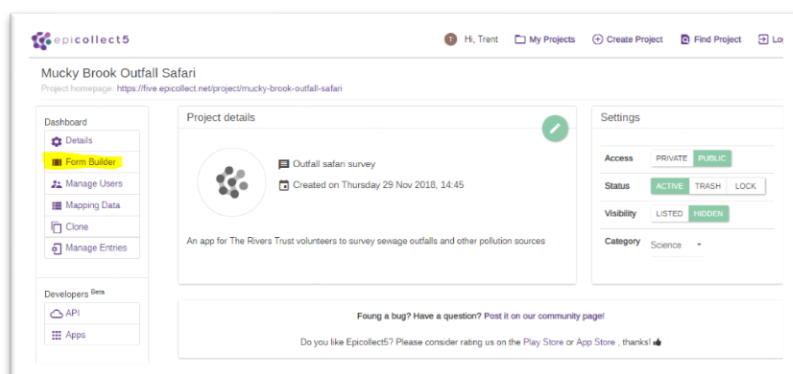 epicollect5
T Hi, Trent My Projects Create Project Find Project
Mucky Brook Outfall Safari
Project homepage: https://five.epicollect.net/project/mucky-brook-outfall-safari
Dashboard
Details
Form Builder
Manage Users
Mapping Data
Clone
Manage Entries
Developers Beta
API
Apps
Project details
Outfall safari survey
Created on Thursday 29 Nov 2018, 14:45
An app for The Rivers Trust volunteers to survey sewage outfalls and other pollution sources
Settings
Access PRIVATE PUBLIC
Status ACTIVE TRASH LOCK
Visibility LISTED HIDDEN
Category Science
Foung a bug? Have a question? Post it on our community page!
Do you like Epicollect5? Please consider rating us on the Play Store or App Store , thanks!